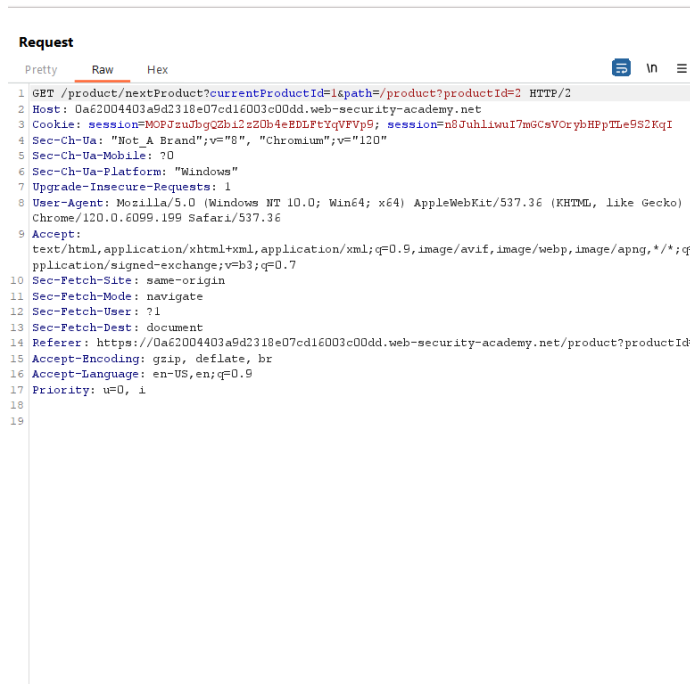 Request
Pretty Raw Hex
\n
1 GET /product/nextProduct?currentProductId=1&path=/product?productId=2 HTTP/2
2 Host: 0a62004403a9d2318e07cd16003c00dd.web-security-academy.net
3 Cookie: session=MOPJzuJbgQZbi2zZ0b4eEDLFtYqVFVp9; session=n8JuhliwuI7mGCsVOrybHPpTLe9S2KqI
4 Sec-Ch-Ua: "Not_A Brand";v="8", "Chromium";v="120"
5 Sec-Ch-Ua-Mobile: ?0
6 Sec-Ch-Ua-Platform: "Windows"
7 Upgrade-Insecure-Requests: 1
8 User-Agent: Mozilla/5.0 (Windows NT 10.0; Win64; x64) AppleWebKit/537.36 (KHTML, like Gecko)
Chrome/120.0.6099.199 Safari/537.36
9 Accept:
text/html,application/xhtml+xml,application/xml;q=0.9,image/avif,image/webp,image/apng,*/*;q=
pplication/signed-exchange;v=b3;q=0.7
10 Sec-Fetch-Site: same-origin
11 Sec-Fetch-Mode: navigate
12 Sec-Fetch-User: ?1
13 Sec-Fetch-Dest: document
14 Referer: https://0a62004403a9d2318e07cd16003c00dd.web-security-academy.net/product?productId=
15 Accept-Encoding: gzip, deflate, br
16 Accept-Language: en-US,en;q=0.9
17 Priority: u=0, i
18
19